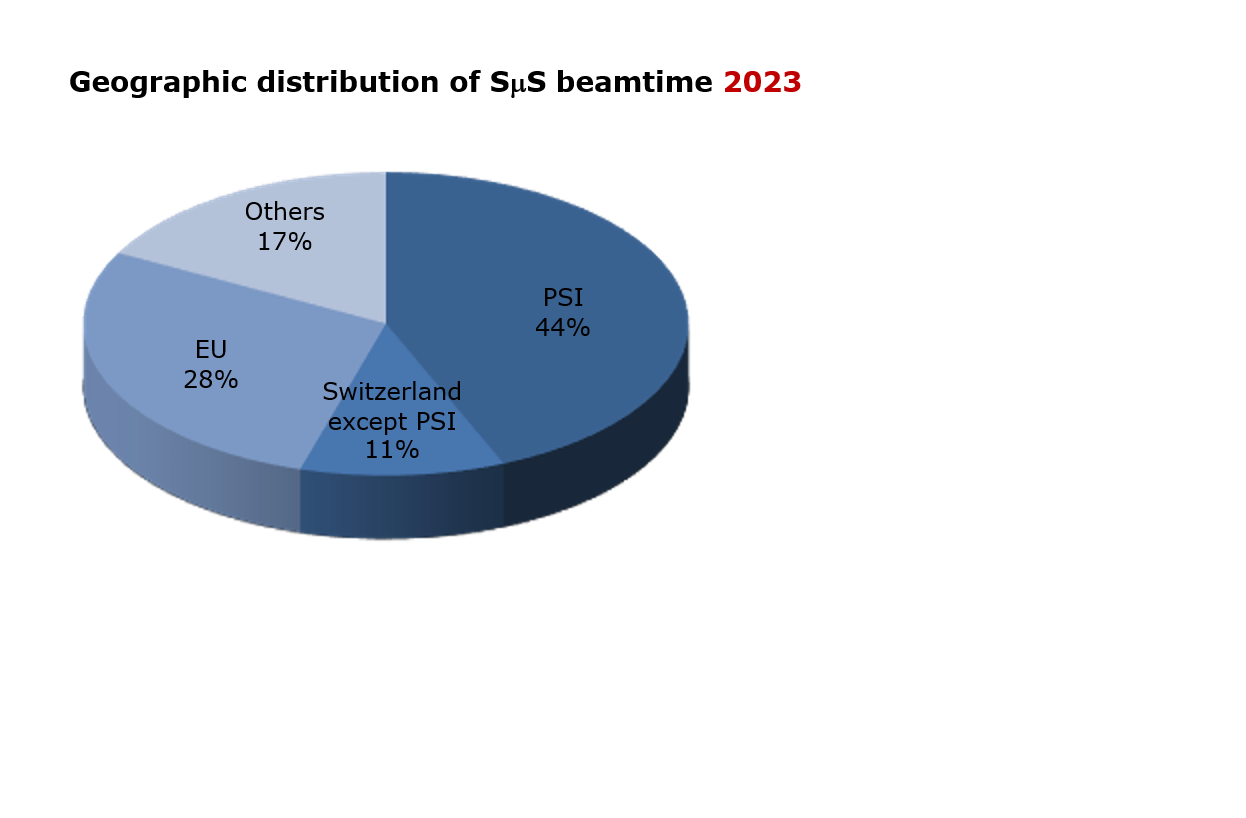 Geographic distribution of SμS beamtime 2023
Others
17%
PSI
44%
EU
28%
Switzerland
except PSI
11%